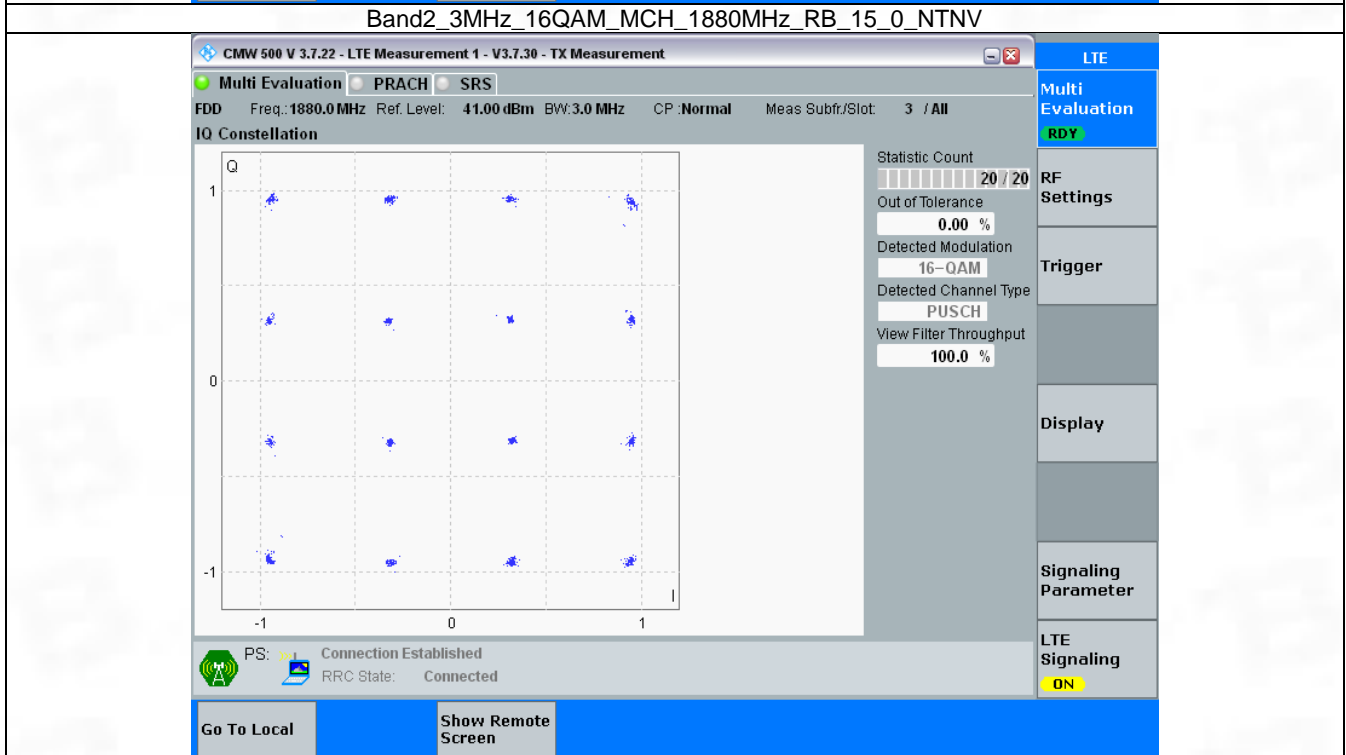 Band2_3MHz_16QAM_MCH_1880MHz_RB_15_0_NTNV
CMW 500 V 3.7.22 - LTE Measurement 1 - V3.7.30 - TX Measurement
Multi Evaluation PRACH SRS
FDD Freq.: 1880.0 MHz Ref. Level: 41.00 dBm BW: 3.0 MHz CP : Normal Meas Subfr./Slot: 3 / All
IQ Constellation
Q
1
0
-1
I
-1 0 1
Statistic Count
20 / 20
Out of Tolerance
0.00 %
Detected Modulation
16-QAM
Detected Channel Type
PUSCH
View Filter Throughput
100.0 %
LTE
Multi
Evaluation
RDY
RF
Settings
Trigger
Display
Signaling
Parameter
LTE
Signaling
ON
PS: Connection Established
RRC State: Connected
Go To Local
Show Remote
Screen